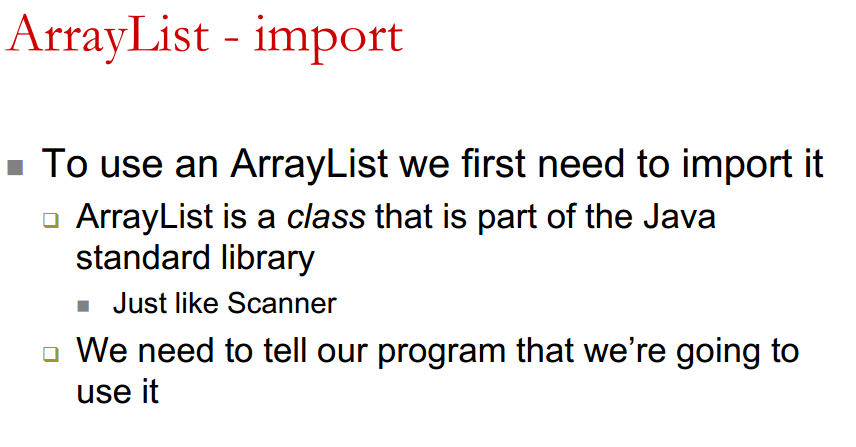 ArrayList - import
To use an ArrayList we first need to import it
ArrayList is a class that is part of the Java
standard library
Just like Scanner
We need to tell our program that we’re going to
use it